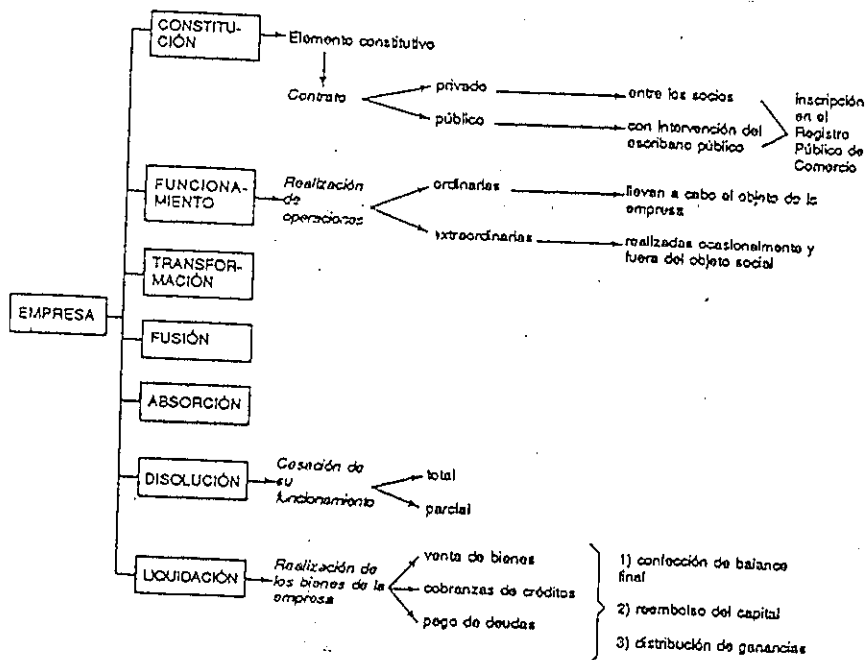 CONSTITU-
CIÓN
Elemento constitutivo
Contrato
privado
entre los socios
público
con intervención del
escribano público
inscripción
en el
Registro
Público de
Comercio
FUNCIONA-
MIENTO
Realización
de
operaciones
ordinarias
llevan a cabo el objeto de la
empresa
extraordinarias
realizadas ocasionalmente y
fuera del objeto social
TRANSFOR-
MACIÓN
EMPRESA
FUSIÓN
ABSORCIÓN
DISOLUCIÓN
Cesación de
su
funcionamiento
total
parcial
LIQUIDACIÓN
Realización de
los bienes de la
empresa
venta de bienes
cobranzas de créditos
pago de deudas
1) confección de balance
final
2) reembolso del capital
3) distribución de ganancias